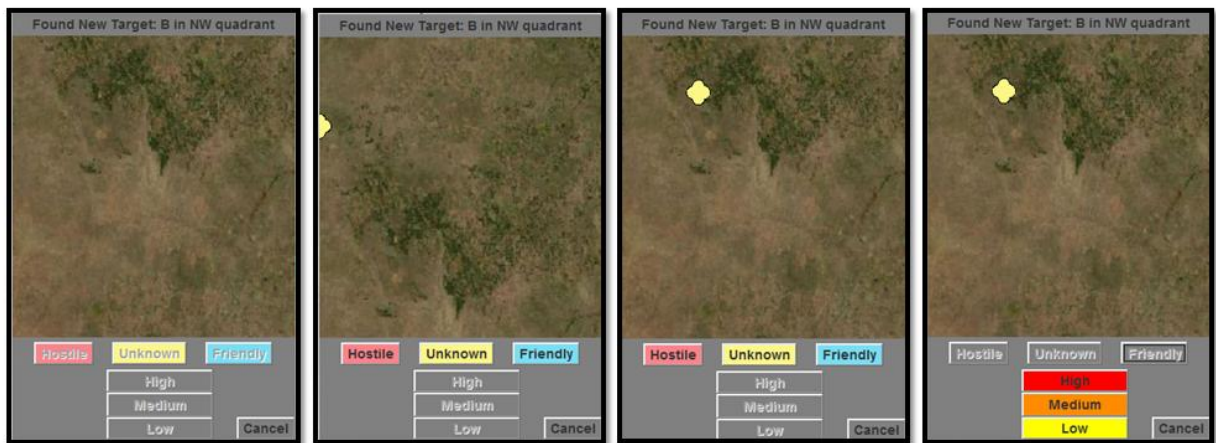 Found New Target: B in NW quadrant
Hostile Unknown Friendly
High
Medium
Low Cancel
Found New Target: B in NW quadrant
Hostile Unknown Friendly
High
Medium
Low Cancel
Found New Target: B in NW quadrant
Hostile Unknown Friendly
High
Medium
Low Cancel
Found New Target: B in NW quadrant
Hostile Unknown Friendly
High
Medium
Low Cancel